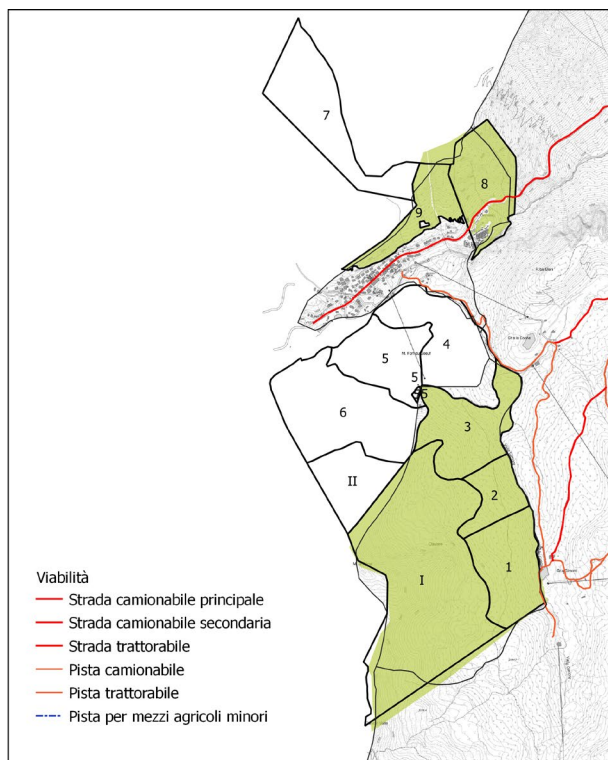 7
8
9
4
5
5
6
3
II
2
I
1
Viabilità
Strada camionabile principale
Strada camionabile secondaria
Strada trattorabile
Pista camionabile
Pista trattorabile
Pista per mezzi agricoli minori